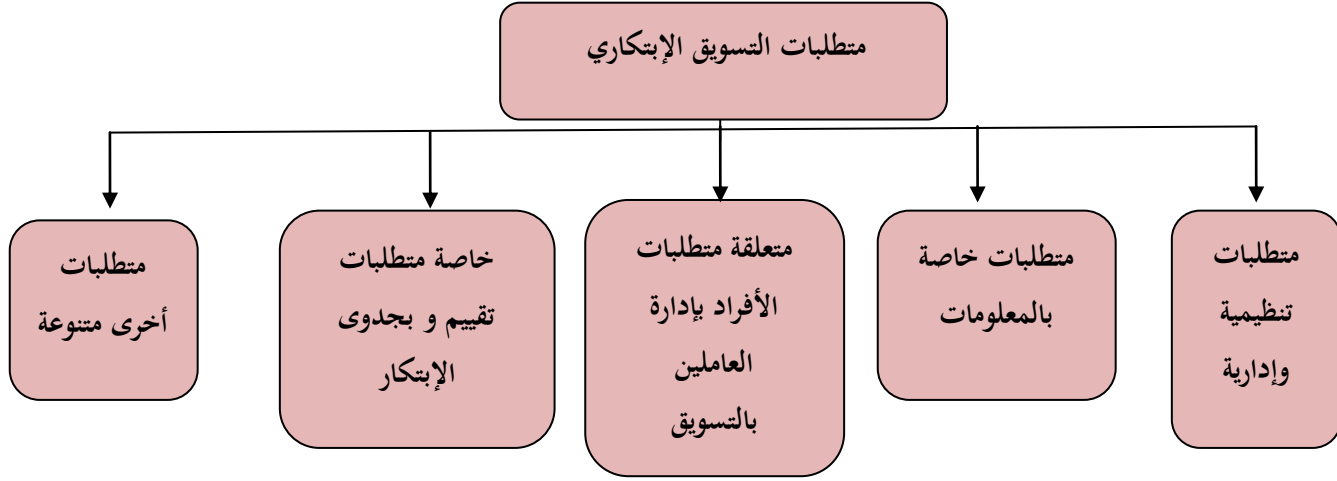 متطلبات التسويق الإبتكاري
متطلبات
تنظيمية
وإدارية
متطلبات خاصة
بالمعلومات
متعلقة متطلبات
الأفراد بإدارة
العاملين
بالتسويق
خاصة متطلبات
تقييم و بجدوى
الإبتكار
متطلبات
أخرى متنوعة